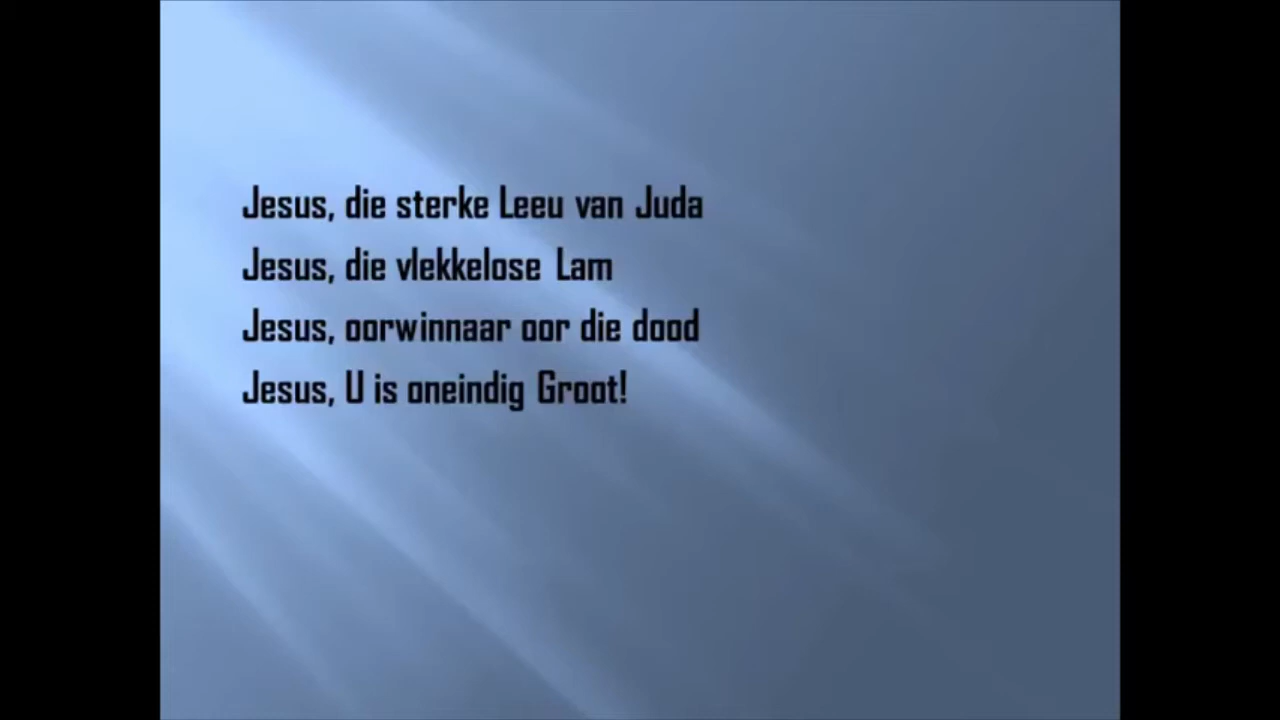 Jesus, die sterke Leeu van Juda
Jesus, die vlekkelose Lam
Jesus, oorwinnaar oor die dood
Jesus, U is oneindig Groot!